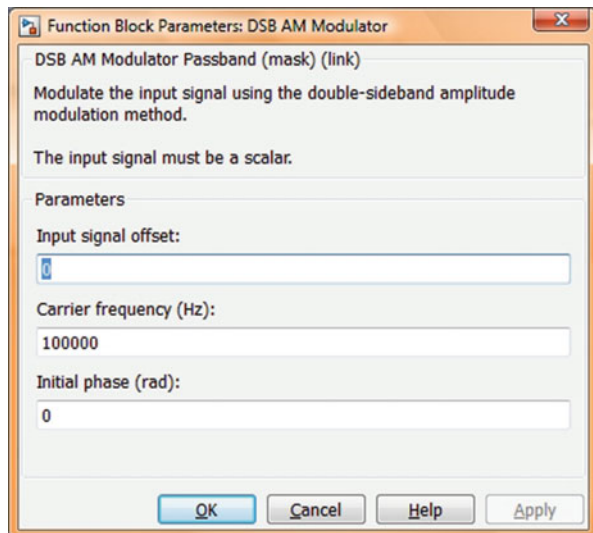 Function Block Parameters: DSB AM Modulator
DSB AM Modulator Passband (mask) (link)
Modulate the input signal using the double-sideband amplitude
modulation method.
The input signal must be a scalar.
Parameters
Input signal offset:
0
Carrier frequency (Hz):
100000
Initial phase (rad):
0
OK Cancel Help Apply